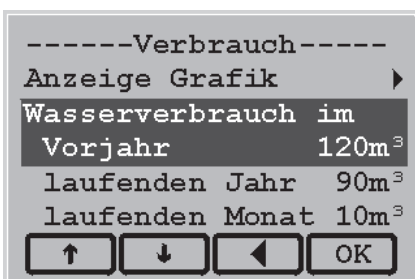 ------Verbrauch-----
Anzeige Grafik ▶
Wasserverbrauch im
Vorjahr 120m³
laufenden Jahr 90m³
laufenden Monat 10m³
↑ ↓ ◀ OK